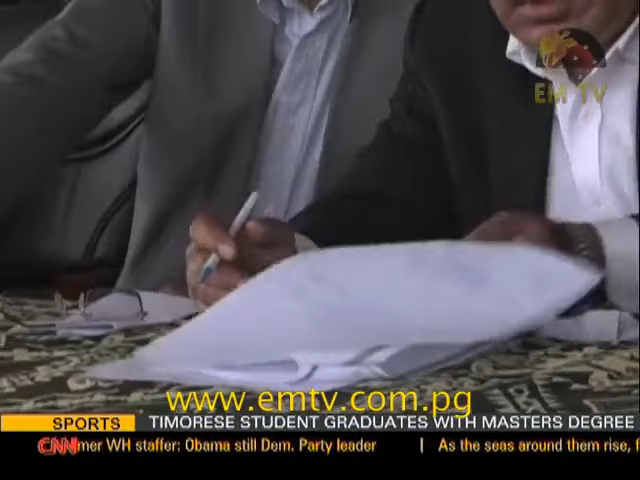 EM TV
www.emtv.com.pg
SPORTS TIMORESE STUDENT GRADUATES WITH MASTERS DEGREE
CNN mer WH staffer: Obama still Dem. Party leader | As the seas around them rise, f